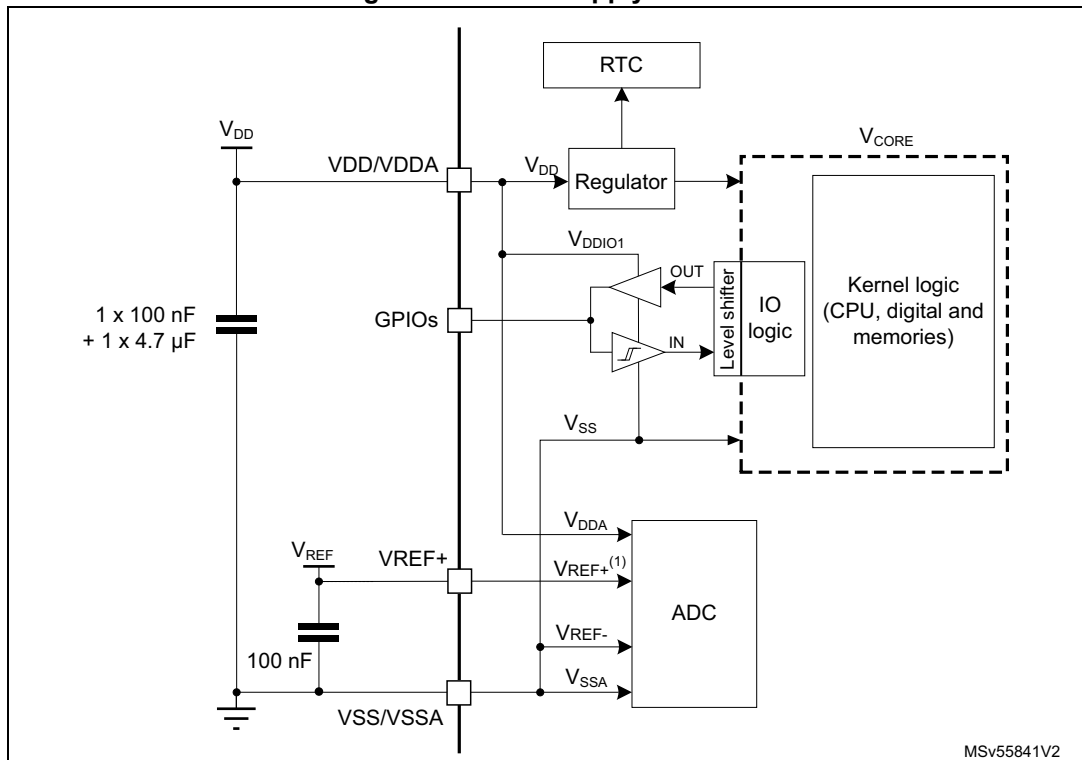 RTC
VDD
VDD/VDDA
VDD
Regulator
VCORE
VDDIO1
OUT
Level shifter
IO
logic
Kernel logic
(CPU, digital and
memories)
1 x 100 nF
+ 1 x 4.7 µF
GPIOs
IN
VSS
VDDA
VREF
VREF+
VREF+(1)
ADC
VREF-
100 nF
VSSA
VSS/VSSA
MSv55841V2